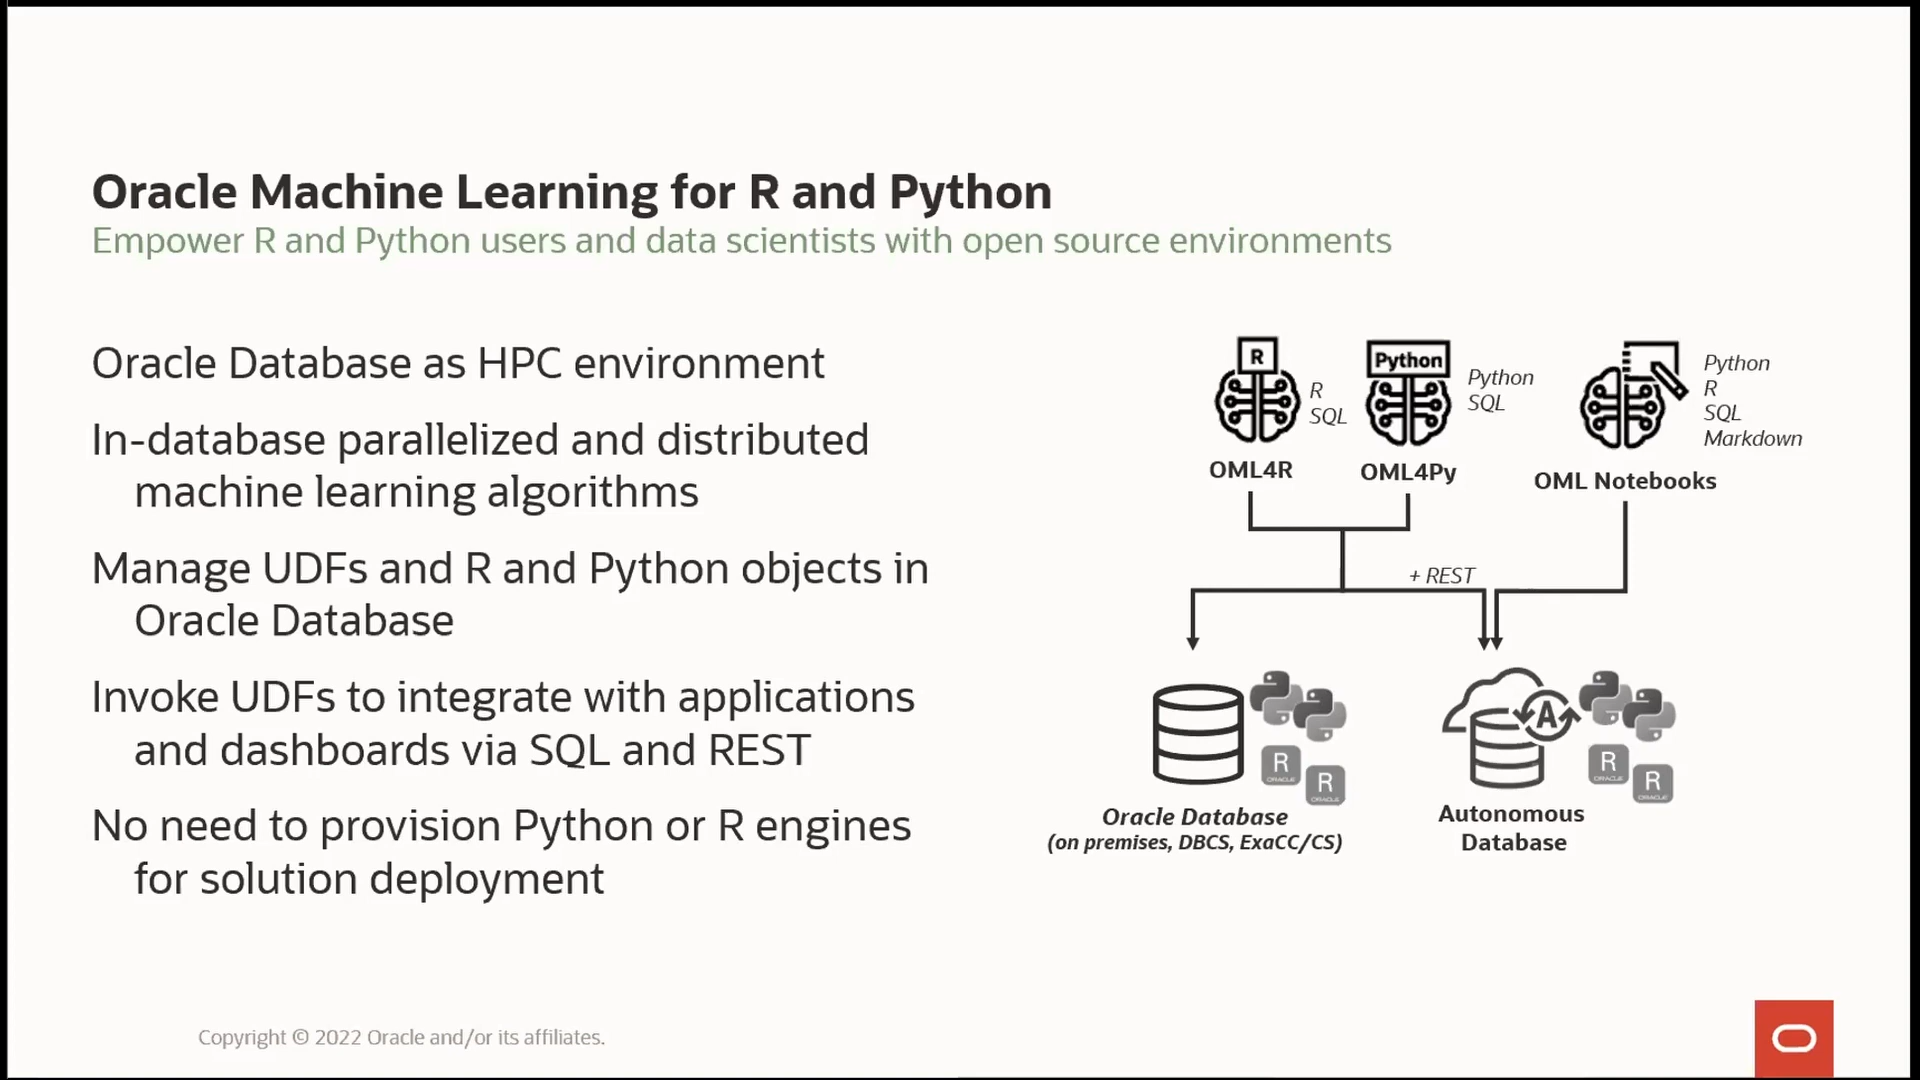 Oracle Machine Learning for R and Python
Empower R and Python users and data scientists with open source environments
Oracle Database as HPC environment
In-database parallelized and distributed
machine learning algorithms
Manage UDFs and R and Python objects in
Oracle Database
Invoke UDFs to integrate with applications
and dashboards via SQL and REST
No need to provision Python or R engines
for solution deployment
R
R
SQL
OML4R
Python
Python
SQL
OML4Py
Python
R
SQL
Markdown
OML Notebooks
+ REST
R
ORACLE
R
ORACLE
Oracle Database
(on premises, DBCS, ExaCC/CS)
A
R
ORACLE
R
ORACLE
Autonomous
Database
Copyright © 2022 Oracle and/or its affiliates.